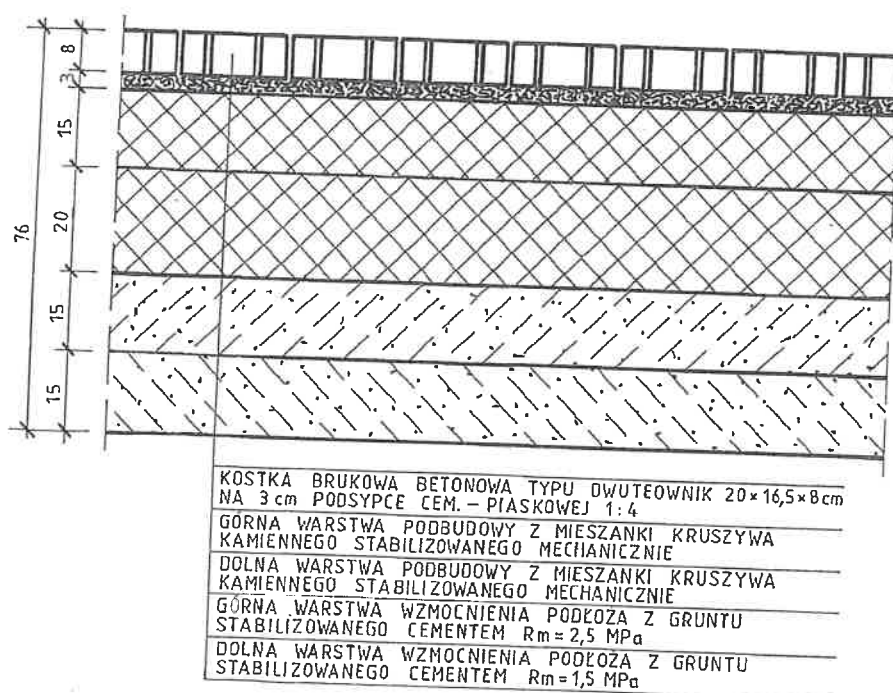 76
8
3
15
20
15
15
KOSTKA BRUKOWA BETONOWA TYPU DWUTEOWNIK 20×16,5×8cm
NA 3 cm PODSYPCE CEM. – PIASKOWEJ 1:4
GÓRNA WARSTWA PODBUDOWY Z MIESZANKI KRUSZYWA
KAMIENNEGO STABILIZOWANEGO MECHANICZNIE
DOLNA WARSTWA PODBUDOWY Z MIESZANKI KRUSZYWA
KAMIENNEGO STABILIZOWANEGO MECHANICZNIE
GÓRNA WARSTWA WZMOCNIENIA PODŁOŻA Z GRUNTU
STABILIZOWANEGO CEMENTEM Rm=2,5 MPa
DOLNA WARSTWA WZMOCNIENIA PODŁOŻA Z GRUNTU
STABILIZOWANEGO CEMENTEM Rm=1,5 MPa